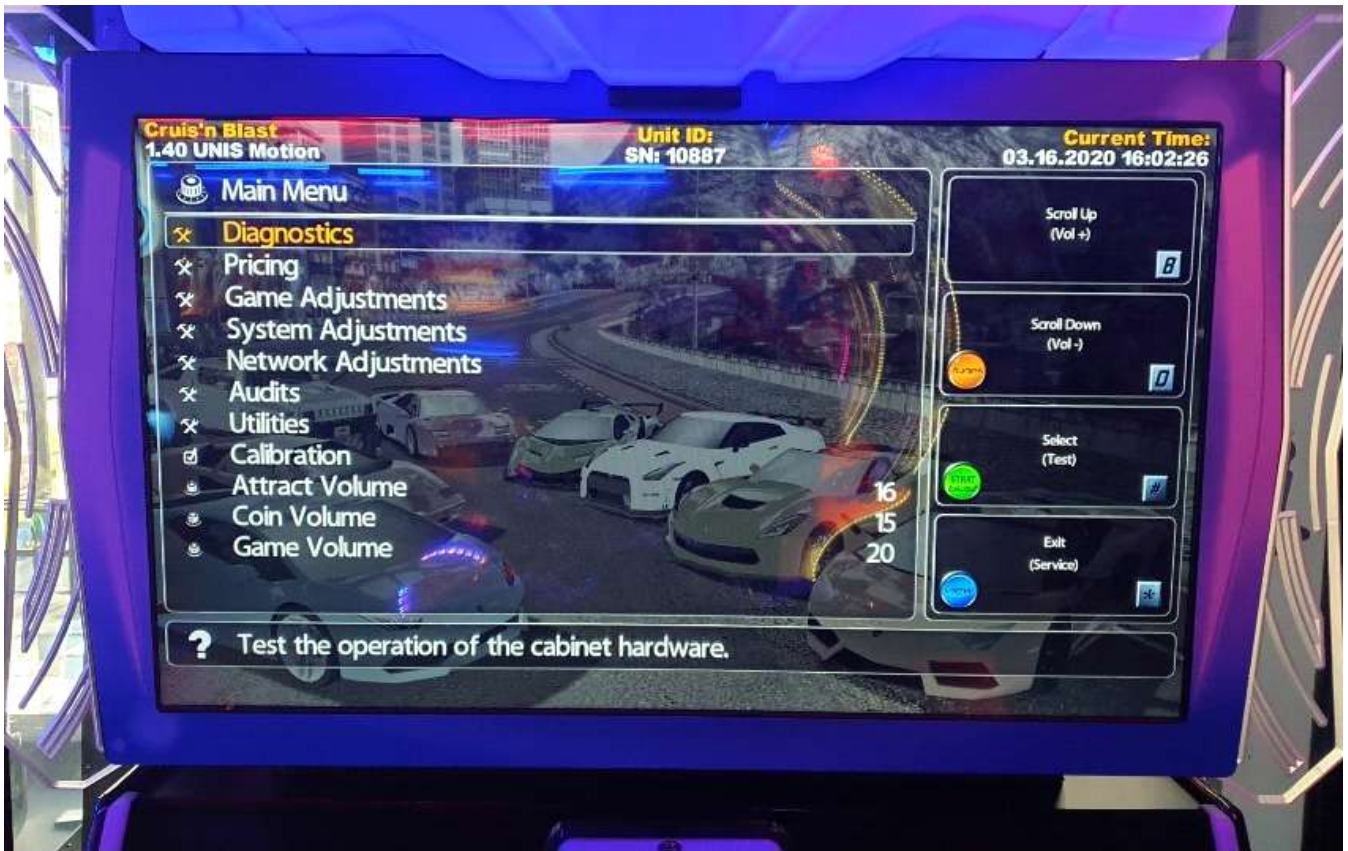 Cruis'n Blast
1.40 UNIS Motion
Unit ID:
SN: 10887
Current Time:
03.16.2020 16:02:26
Main Menu
Diagnostics
Pricing
Game Adjustments
System Adjustments
Network Adjustments
Audits
Utilities
Calibration
Attract Volume 16
Coin Volume 15
Game Volume 20
? Test the operation of the cabinet hardware.
Scroll Up
(Vol +)
8
Scroll Down
(Vol -)
0
Select
(Test)
START
#
Exit
(Service)
*